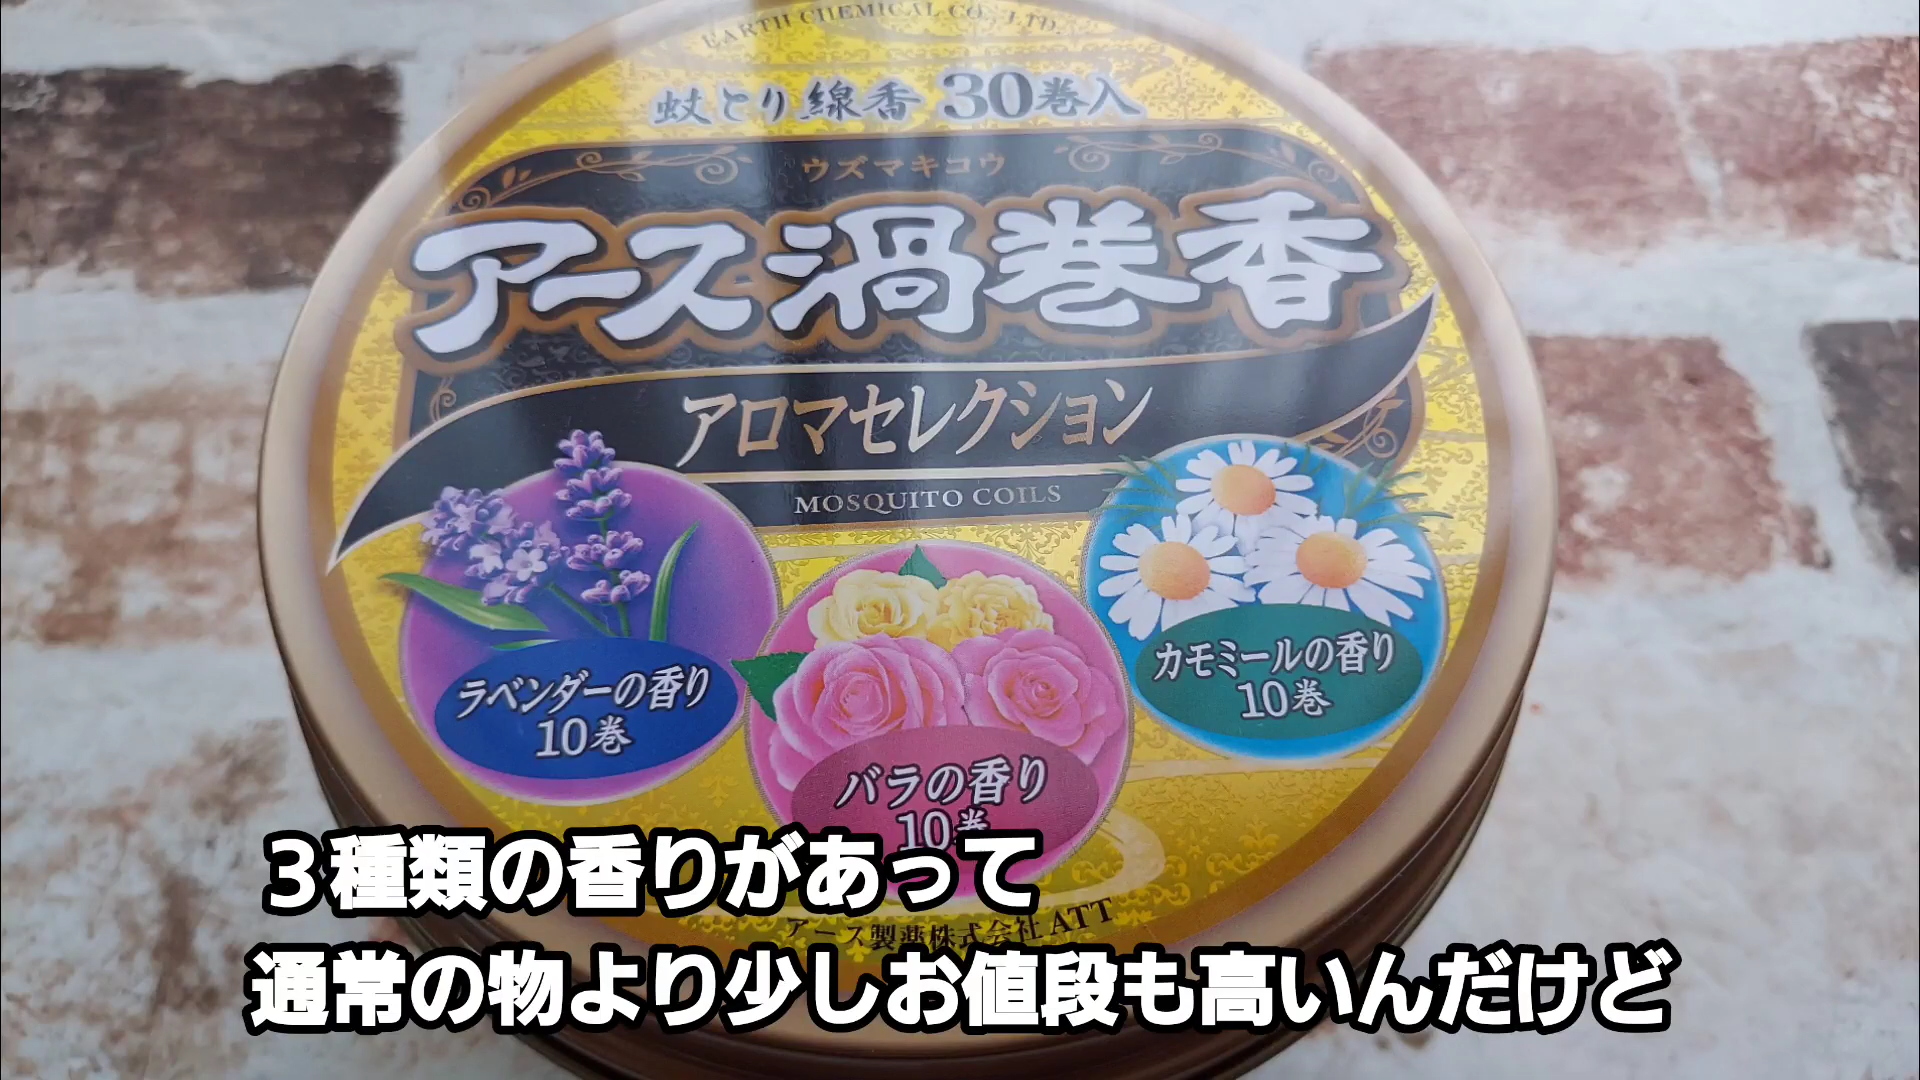 EARTH CHEMICAL CO., LTD.
蚊とり線香 30巻入
ウズマキコウ
アース渦巻香
アロマセレクション
MOSQUITO COILS
ラベンダーの香り
10巻
バラの香り
10巻
カモミールの香り
10巻
アース製薬株式会社 ATT
３種類の香りがあって
通常の物より少しお値段も高いんだけど